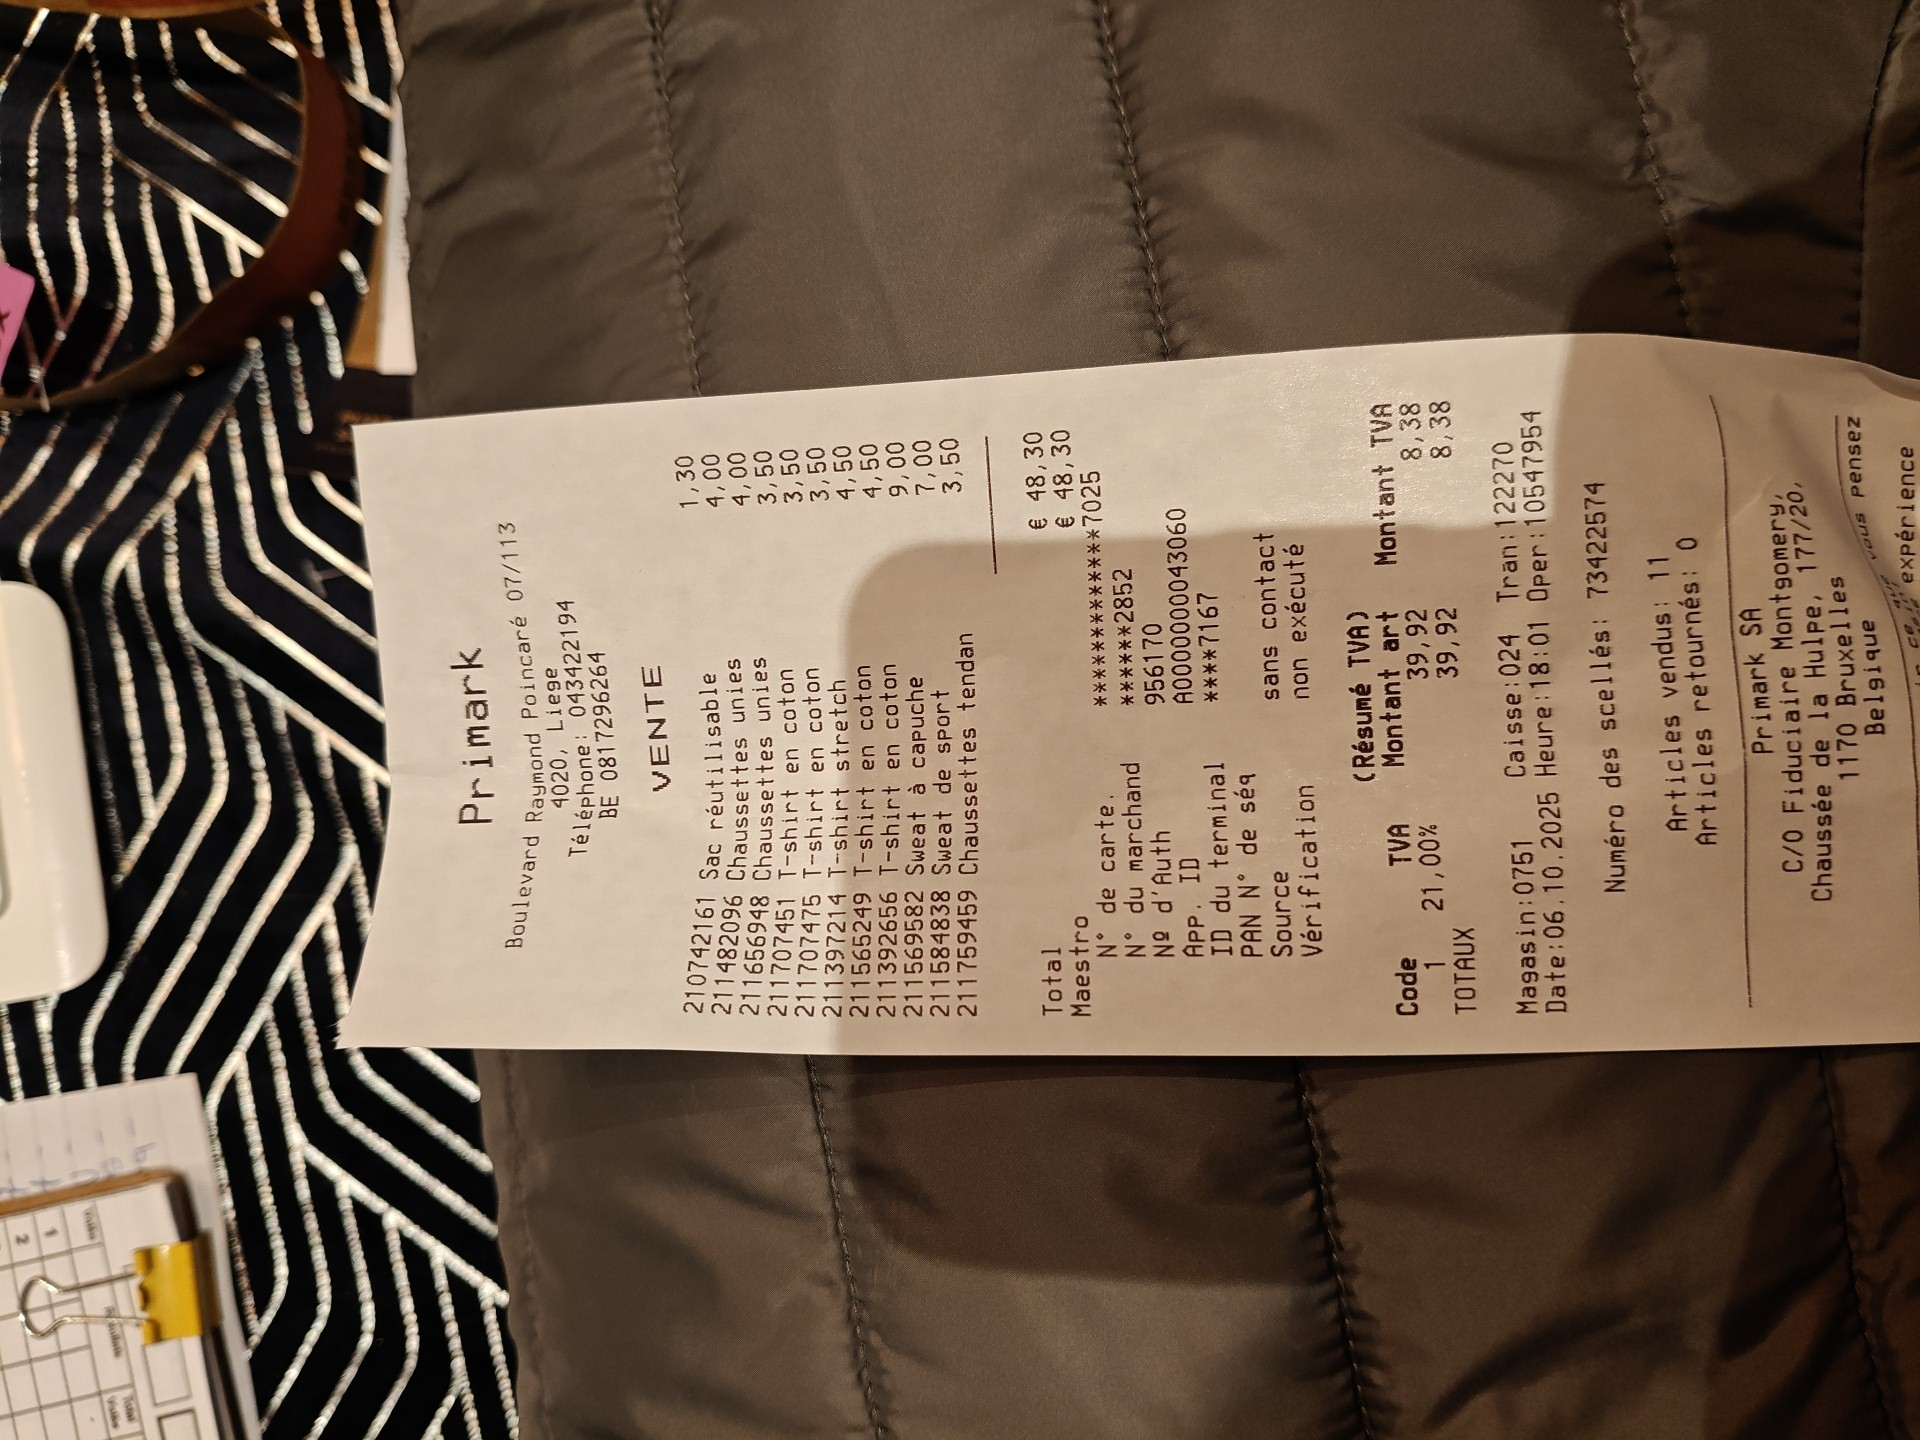 Primark
Boulevard Raymond Poincaré 07/113
4020, Liege
Téléphone: 043422194
BE 0817296264
VENTE
210742161 Sac réutilisable 1,30
211482096 Chaussettes unies 4,00
211656948 Chaussettes unies 4,00
211707451 T-shirt en coton 3,50
211707475 T-shirt en coton 3,50
211397214 T-shirt stretch 3,50
211565249 T-shirt en coton 4,50
211392656 T-shirt en coton 4,50
211569582 Sweat à capuche 9,00
211584838 Sweat de sport 7,00
211759459 Chaussettes tendan 3,50
Total € 48,30
Maestro € 48,30
N° de carte. ***************7025
N° du marchand ******2852
Nº d'Auth 956170
App. ID A0000000043060
ID du terminal ****7167
PAN N° de séq
Source sans contact
Vérification non exécuté
(Résumé TVA)
Code TVA Montant art Montant TVA
1 21,00% 39,92 8,38
TOTAUX 39,92 8,38
Magasin:0751 Caisse:024 Tran:122270
Date:06.10.2025 Heure:18:01 Oper:10547954
Numéro des scellés: 73422574
Articles vendus: 11
Articles retournés: 0
Primark SA
C/O Fiduciaire Montgomery,
Chaussée de la Hulpe, 177/20,
1170 Bruxelles
Belgique
vous pensez
expérience